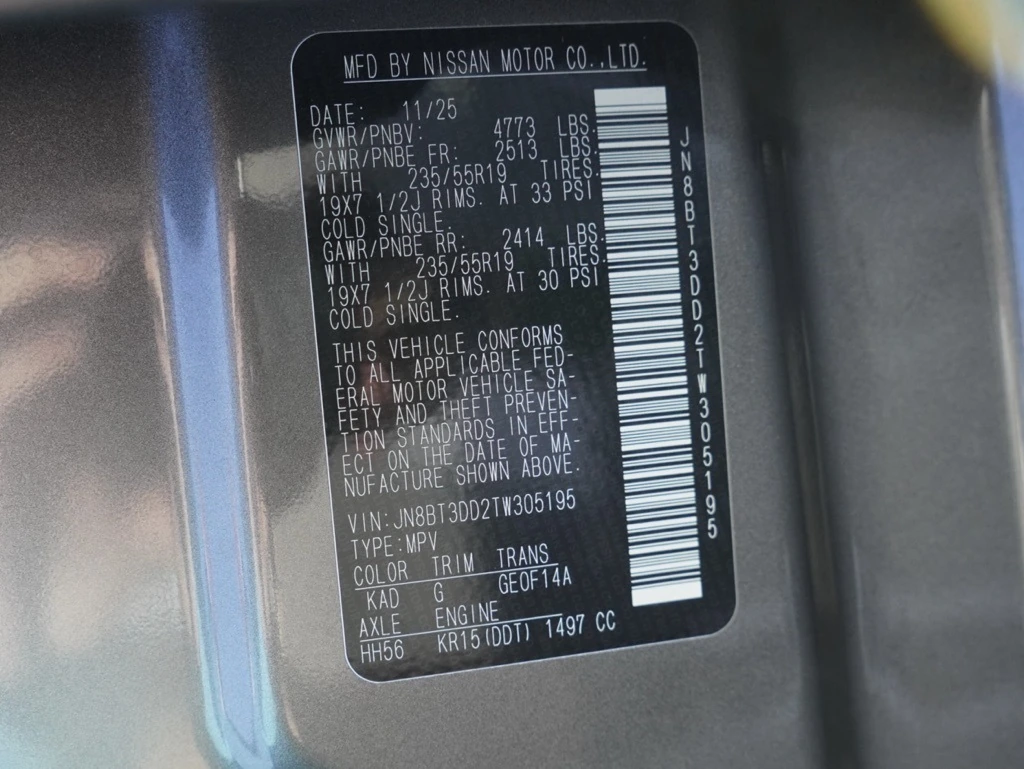 MFD BY NISSAN MOTOR CO.,LTD.
DATE: 11/25
GVWR/PNBV: 4773 LBS.
GAWR/PNBE FR: 2513 LBS.
WITH 235/55R19 TIRES.
19X7 1/2J RIMS. AT 33 PSI
COLD SINGLE.
GAWR/PNBE RR: 2414 LBS.
WITH 235/55R19 TIRES.
19X7 1/2J RIMS. AT 30 PSI
COLD SINGLE.
THIS VEHICLE CONFORMS
TO ALL APPLICABLE FED-
ERAL MOTOR VEHICLE SA-
FETY AND THEFT PREVEN-
TION STANDARDS IN EFF-
ECT ON THE DATE OF MA-
NUFACTURE SHOWN ABOVE.
VIN:JN8BT3DD2TW305195
TYPE:MPV
COLOR TRIM TRANS
KAD G GE0F14A
AXLE ENGINE
HH56 KR15(DDT) 1497 CC
JN8BT3DD2TW305195